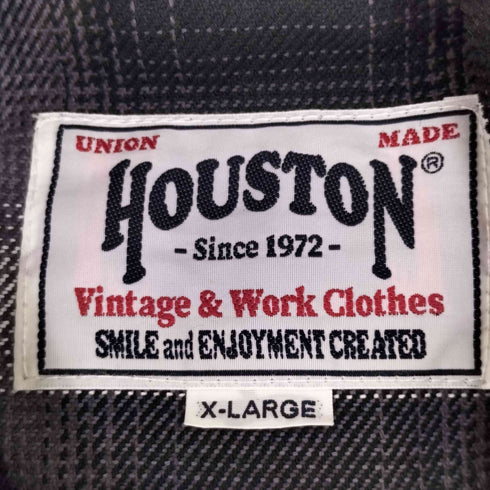 UNION MADE
HOUSTON®
- Since 1972 -
Vintage & Work Clothes
SMILE and ENJOYMENT CREATED
X-LARGE